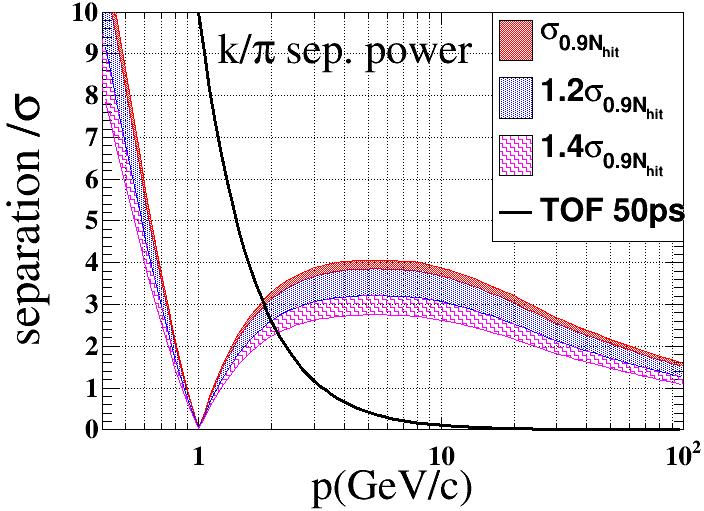 k/π sep. power
σ0.9Nhit
1.2σ0.9Nhit
1.4σ0.9Nhit
TOF 50ps
separation /σ
10
9
8
7
6
5
4
3
2
1
0
1
10
10²
p(GeV/c)